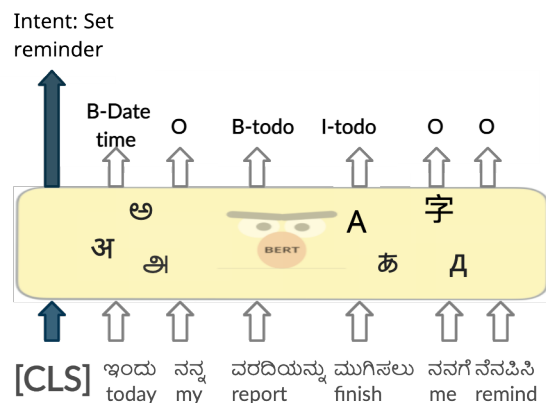 Intent: Set
reminder
B-Date
time
O
B-todo
I-todo
O
O
ಅ
字
A
अ
அ
BERT
あ
Д
[CLS]
ಇಂದು ನನ್ನ ವರದಿಯನ್ನು ಮುಗಿಸಲು ನನಗೆ ನೆನಪಿಸಿ
today my report finish me remind